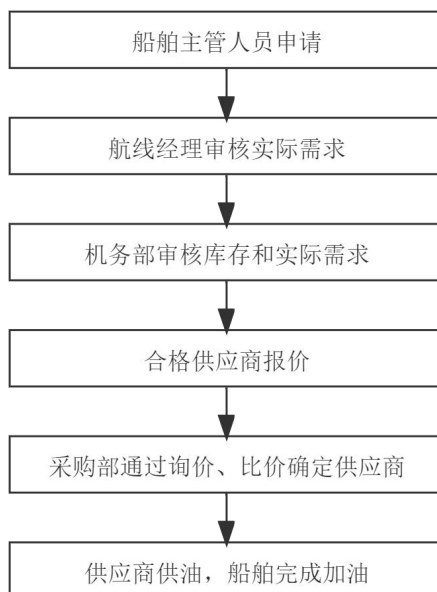 船舶主管人员申请
航线经理审核实际需求
机务部审核库存和实际需求
合格供应商报价
采购部通过询价、比价确定供应商
供应商供油，船舶完成加油